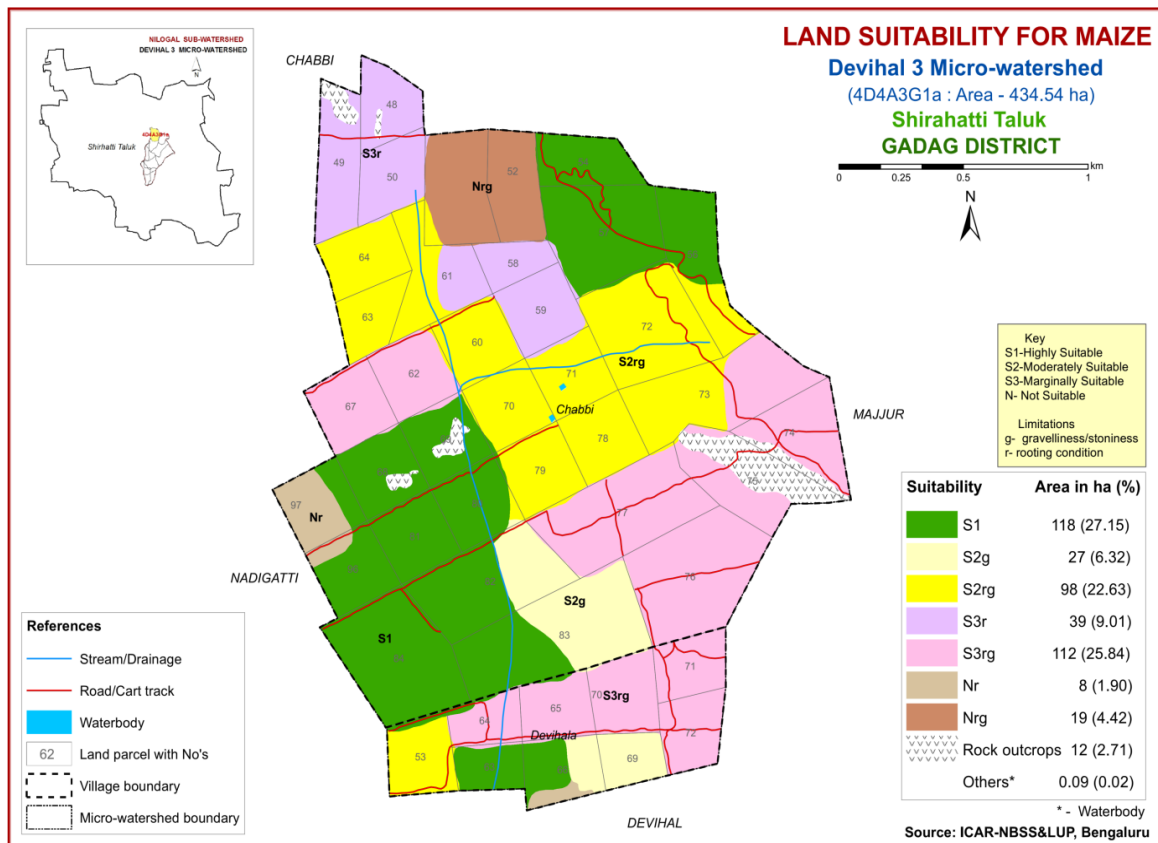 NILOGAL SUB-WATERSHED
DEVIHAL 3 MICRO-WATERSHED
N
4D4A3G1a
Shirhatti Taluk
LAND SUITABILITY FOR MAIZE
Devihal 3 Micro-watershed
(4D4A3G1a : Area - 434.54 ha)
Shirahatti Taluk
GADAG DISTRICT
km
0 0.25 0.5 1
N
CHABBI
48
49
S3r
50
Nrg
52
64
61
58
63
59
60
72
S2rg
62
71
67
70
Chabbi
73
MAJJUR
78
74
79
75
97
Nr
77
NADIGATTI
76
S2g
83
S1
71
70
S3rg
64
65
Devihala
72
53
69
DEVIHAL
Key
S1-Highly Suitable
S2-Moderately Suitable
S3-Marginally Suitable
N- Not Suitable
Limitations
g- gravelliness/stoniness
r- rooting condition
Suitability Area in ha (%)
S1 118 (27.15)
S2g 27 (6.32)
S2rg 98 (22.63)
S3r 39 (9.01)
S3rg 112 (25.84)
Nr 8 (1.90)
Nrg 19 (4.42)
Rock outcrops 12 (2.71)
Others* 0.09 (0.02)
* - Waterbody
Source: ICAR-NBSS&LUP, Bengaluru
References
Stream/Drainage
Road/Cart track
Waterbody
62 Land parcel with No's
Village boundary
Micro-watershed boundary